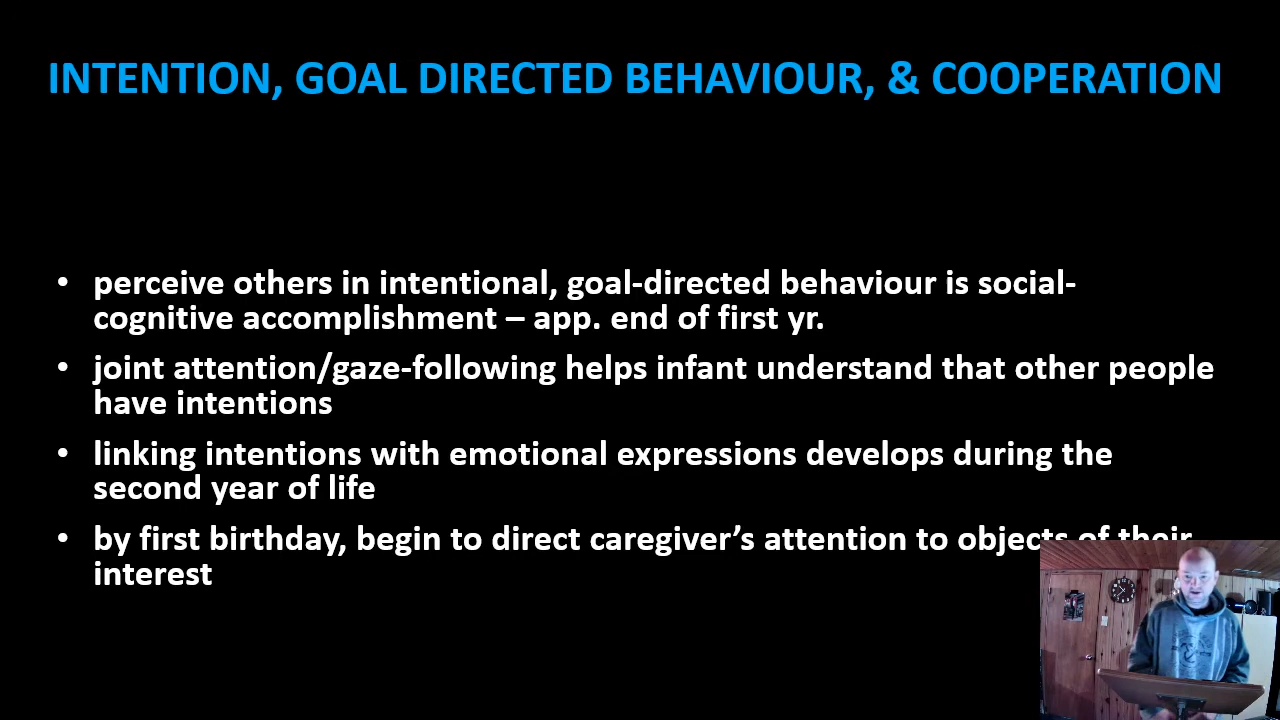 INTENTION, GOAL DIRECTED BEHAVIOUR, & COOPERATION
• perceive others in intentional, goal-directed behaviour is social-
cognitive accomplishment – app. end of first yr.
• joint attention/gaze-following helps infant understand that other people
have intentions
• linking intentions with emotional expressions develops during the
second year of life
• by first birthday, begin to direct caregiver’s attention to objects of their
interest